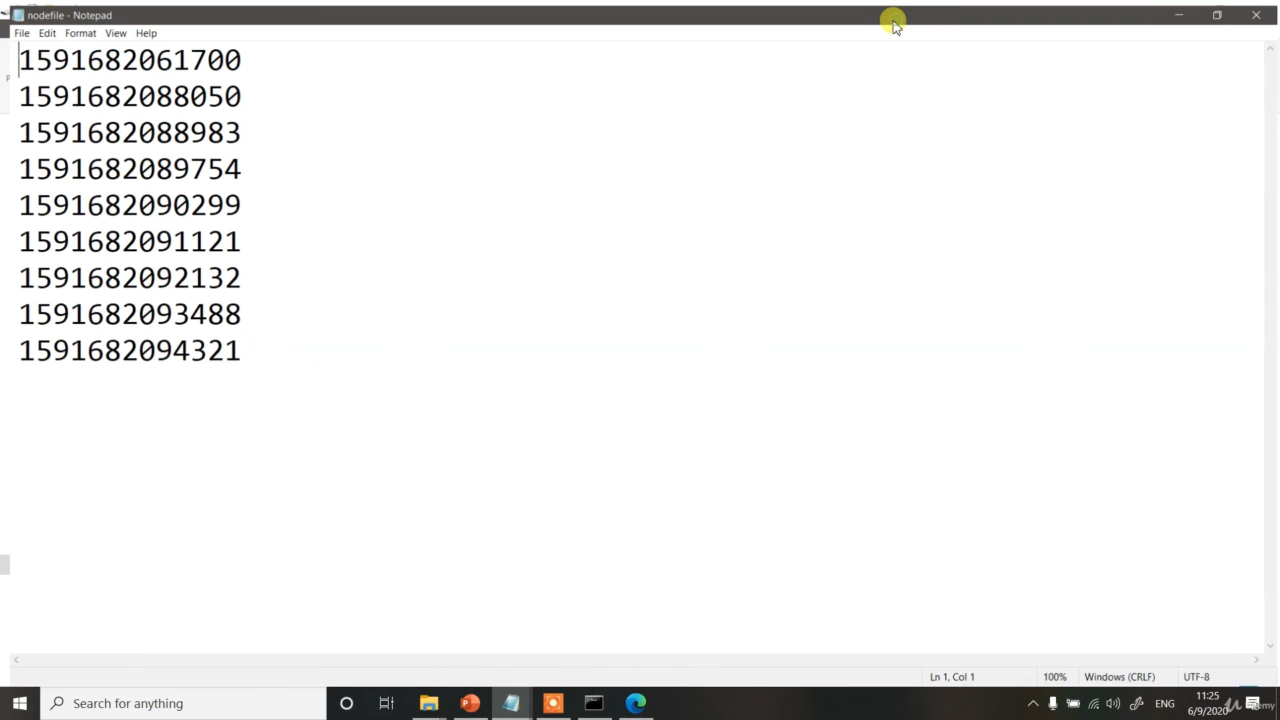 nodefile - Notepad
File Edit Format View Help
1591682061700
1591682088050
1591682088983
1591682089754
1591682090299
1591682091121
1591682092132
1591682093488
1591682094321
Ln 1, Col 1 100% Windows (CRLF) UTF-8
Search for anything
ENG
11:25
6/9/2020